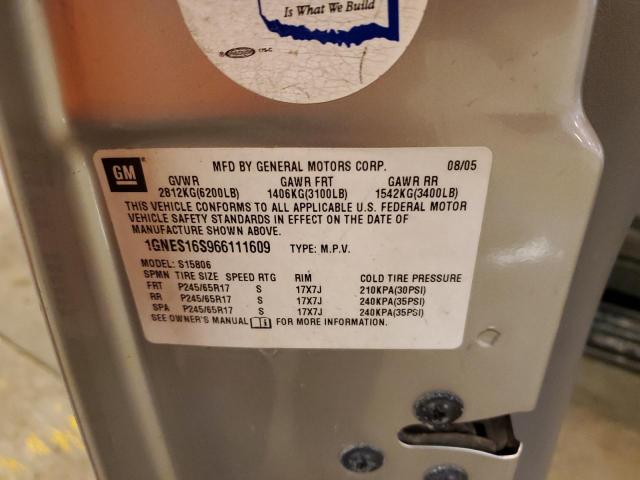 Is What We Build
175-C
GM
MFD BY GENERAL MOTORS CORP. 08/05
GVWR GAWR FRT GAWR RR
2812KG(6200LB) 1406KG(3100LB) 1542KG(3400LB)
THIS VEHICLE CONFORMS TO ALL APPLICABLE U.S. FEDERAL MOTOR
VEHICLE SAFETY STANDARDS IN EFFECT ON THE DATE OF
MANUFACTURE SHOWN ABOVE.
1GNES16S966111609 TYPE: M.P.V.
MODEL: S15806
SPMN TIRE SIZE SPEED RTG RIM COLD TIRE PRESSURE
FRT P245/65R17 S 17X7J 210KPA(30PSI)
RR P245/65R17 S 17X7J 240KPA(35PSI)
SPA P245/65R17 S 17X7J 240KPA(35PSI)
SEE OWNER'S MANUAL FOR MORE INFORMATION.